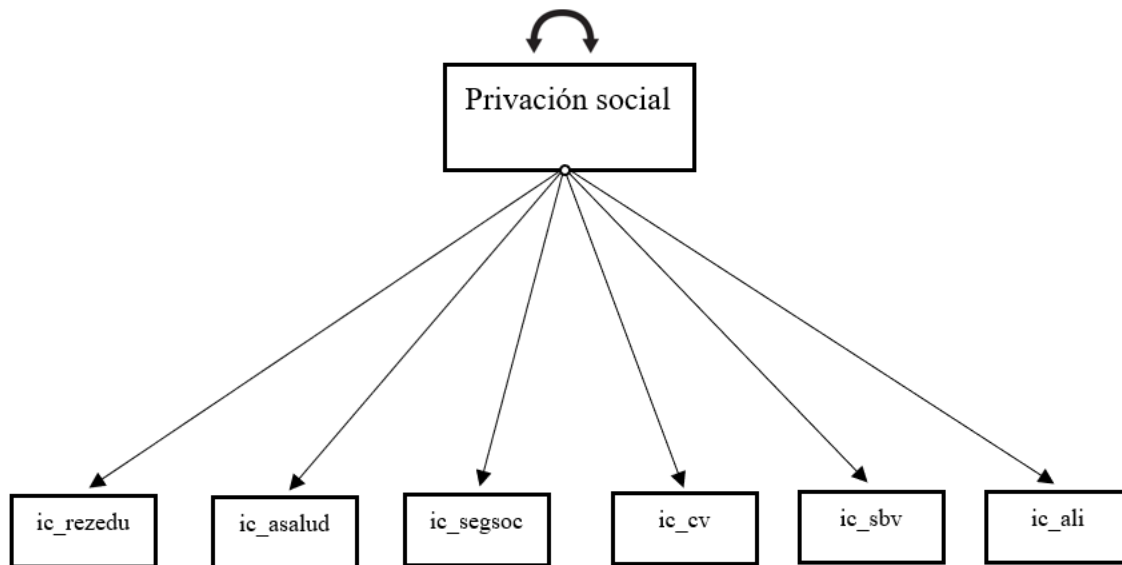 Privación social
ic_rezedu
ic_asalud
ic_segsoc
ic_cv
ic_sbv
ic_ali